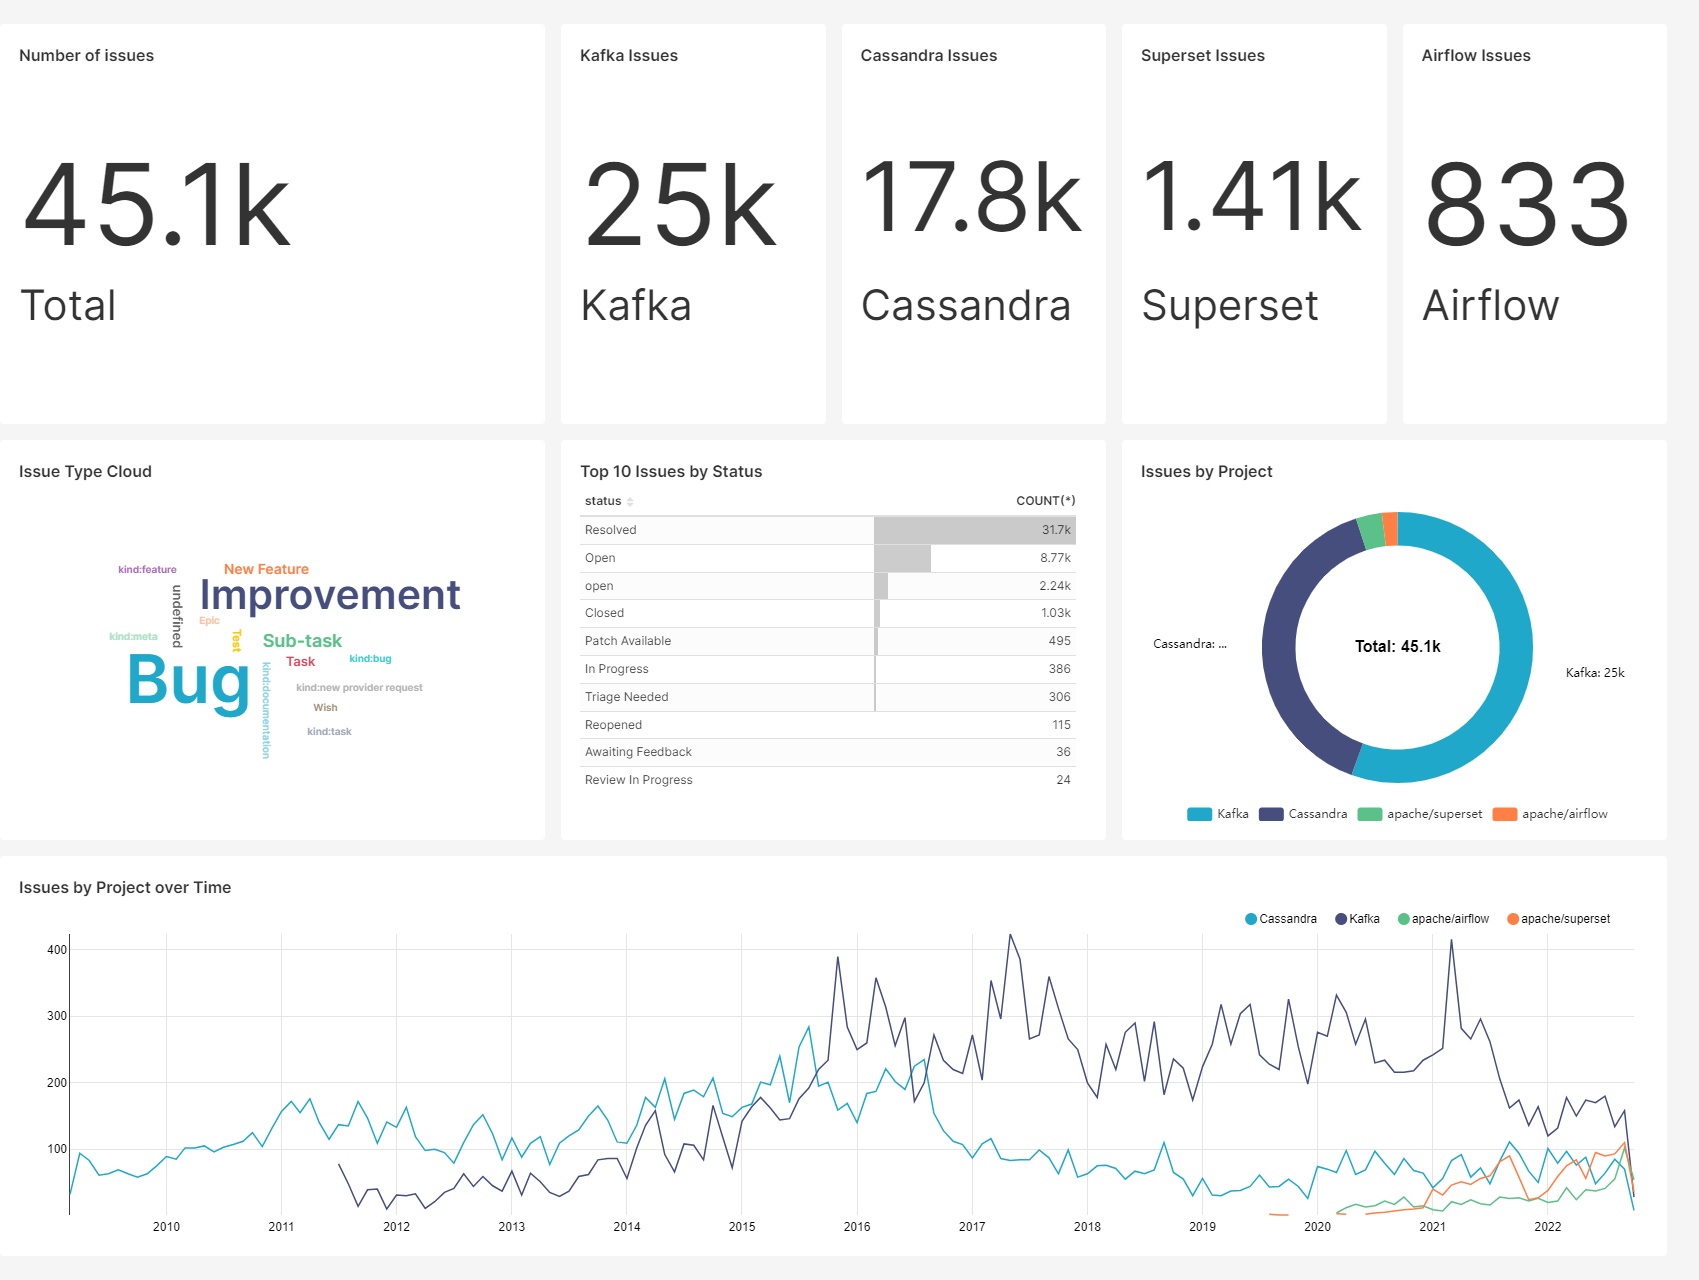 Number of issues
45.1k
Total
Kafka Issues
25k
Kafka
Cassandra Issues
17.8k
Cassandra
Superset Issues
1.41k
Superset
Airflow Issues
833
Airflow
Issue Type Cloud
kind:feature
New Feature
undefined
Improvement
Epic
kind:meta
Test
Sub-task
Bug
Task
kind:bug
kind:documentation
kind:new provider request
Wish
kind:task
Top 10 Issues by Status
status COUNT(*)
Resolved 31.7k
Open 8.77k
open 2.24k
Closed 1.03k
Patch Available 495
In Progress 386
Triage Needed 306
Reopened 115
Awaiting Feedback 36
Review In Progress 24
Issues by Project
Cassandra: ...
Total: 45.1k
Kafka: 25k
Kafka Cassandra apache/superset apache/airflow
Issues by Project over Time
Cassandra Kafka apache/airflow apache/superset
400
300
200
100
2010 2011 2012 2013 2014 2015 2016 2017 2018 2019 2020 2021 2022